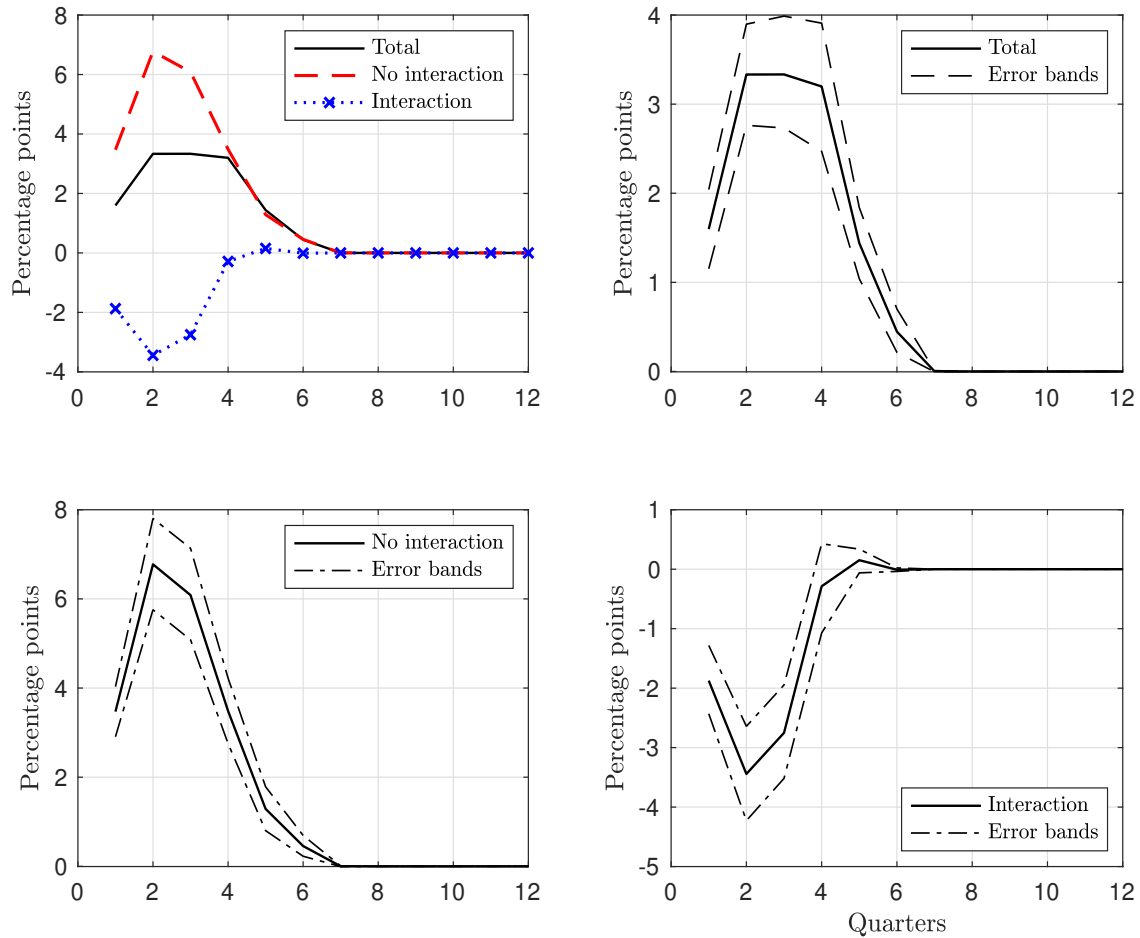 8
6
4
2
0
-2
-4
0 2 4 6 8 10 12
Percentage points
Total
No interaction
Interaction
4
3
2
1
0
0 2 4 6 8 10 12
Percentage points
Total
Error bands
8
6
4
2
0
0 2 4 6 8 10 12
Percentage points
No interaction
Error bands
1
0
-1
-2
-3
-4
-5
0 2 4 6 8 10 12
Percentage points
Interaction
Error bands
Quarters